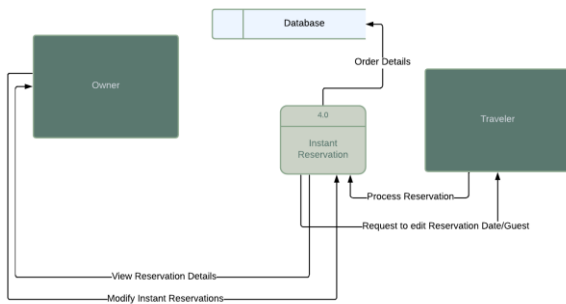 Database
Order Details
Owner
4.0
Instant
Reservation
Traveler
Process Reservation
Request to edit Reservation Date/Guest
View Reservation Details
Modify Instant Reservations